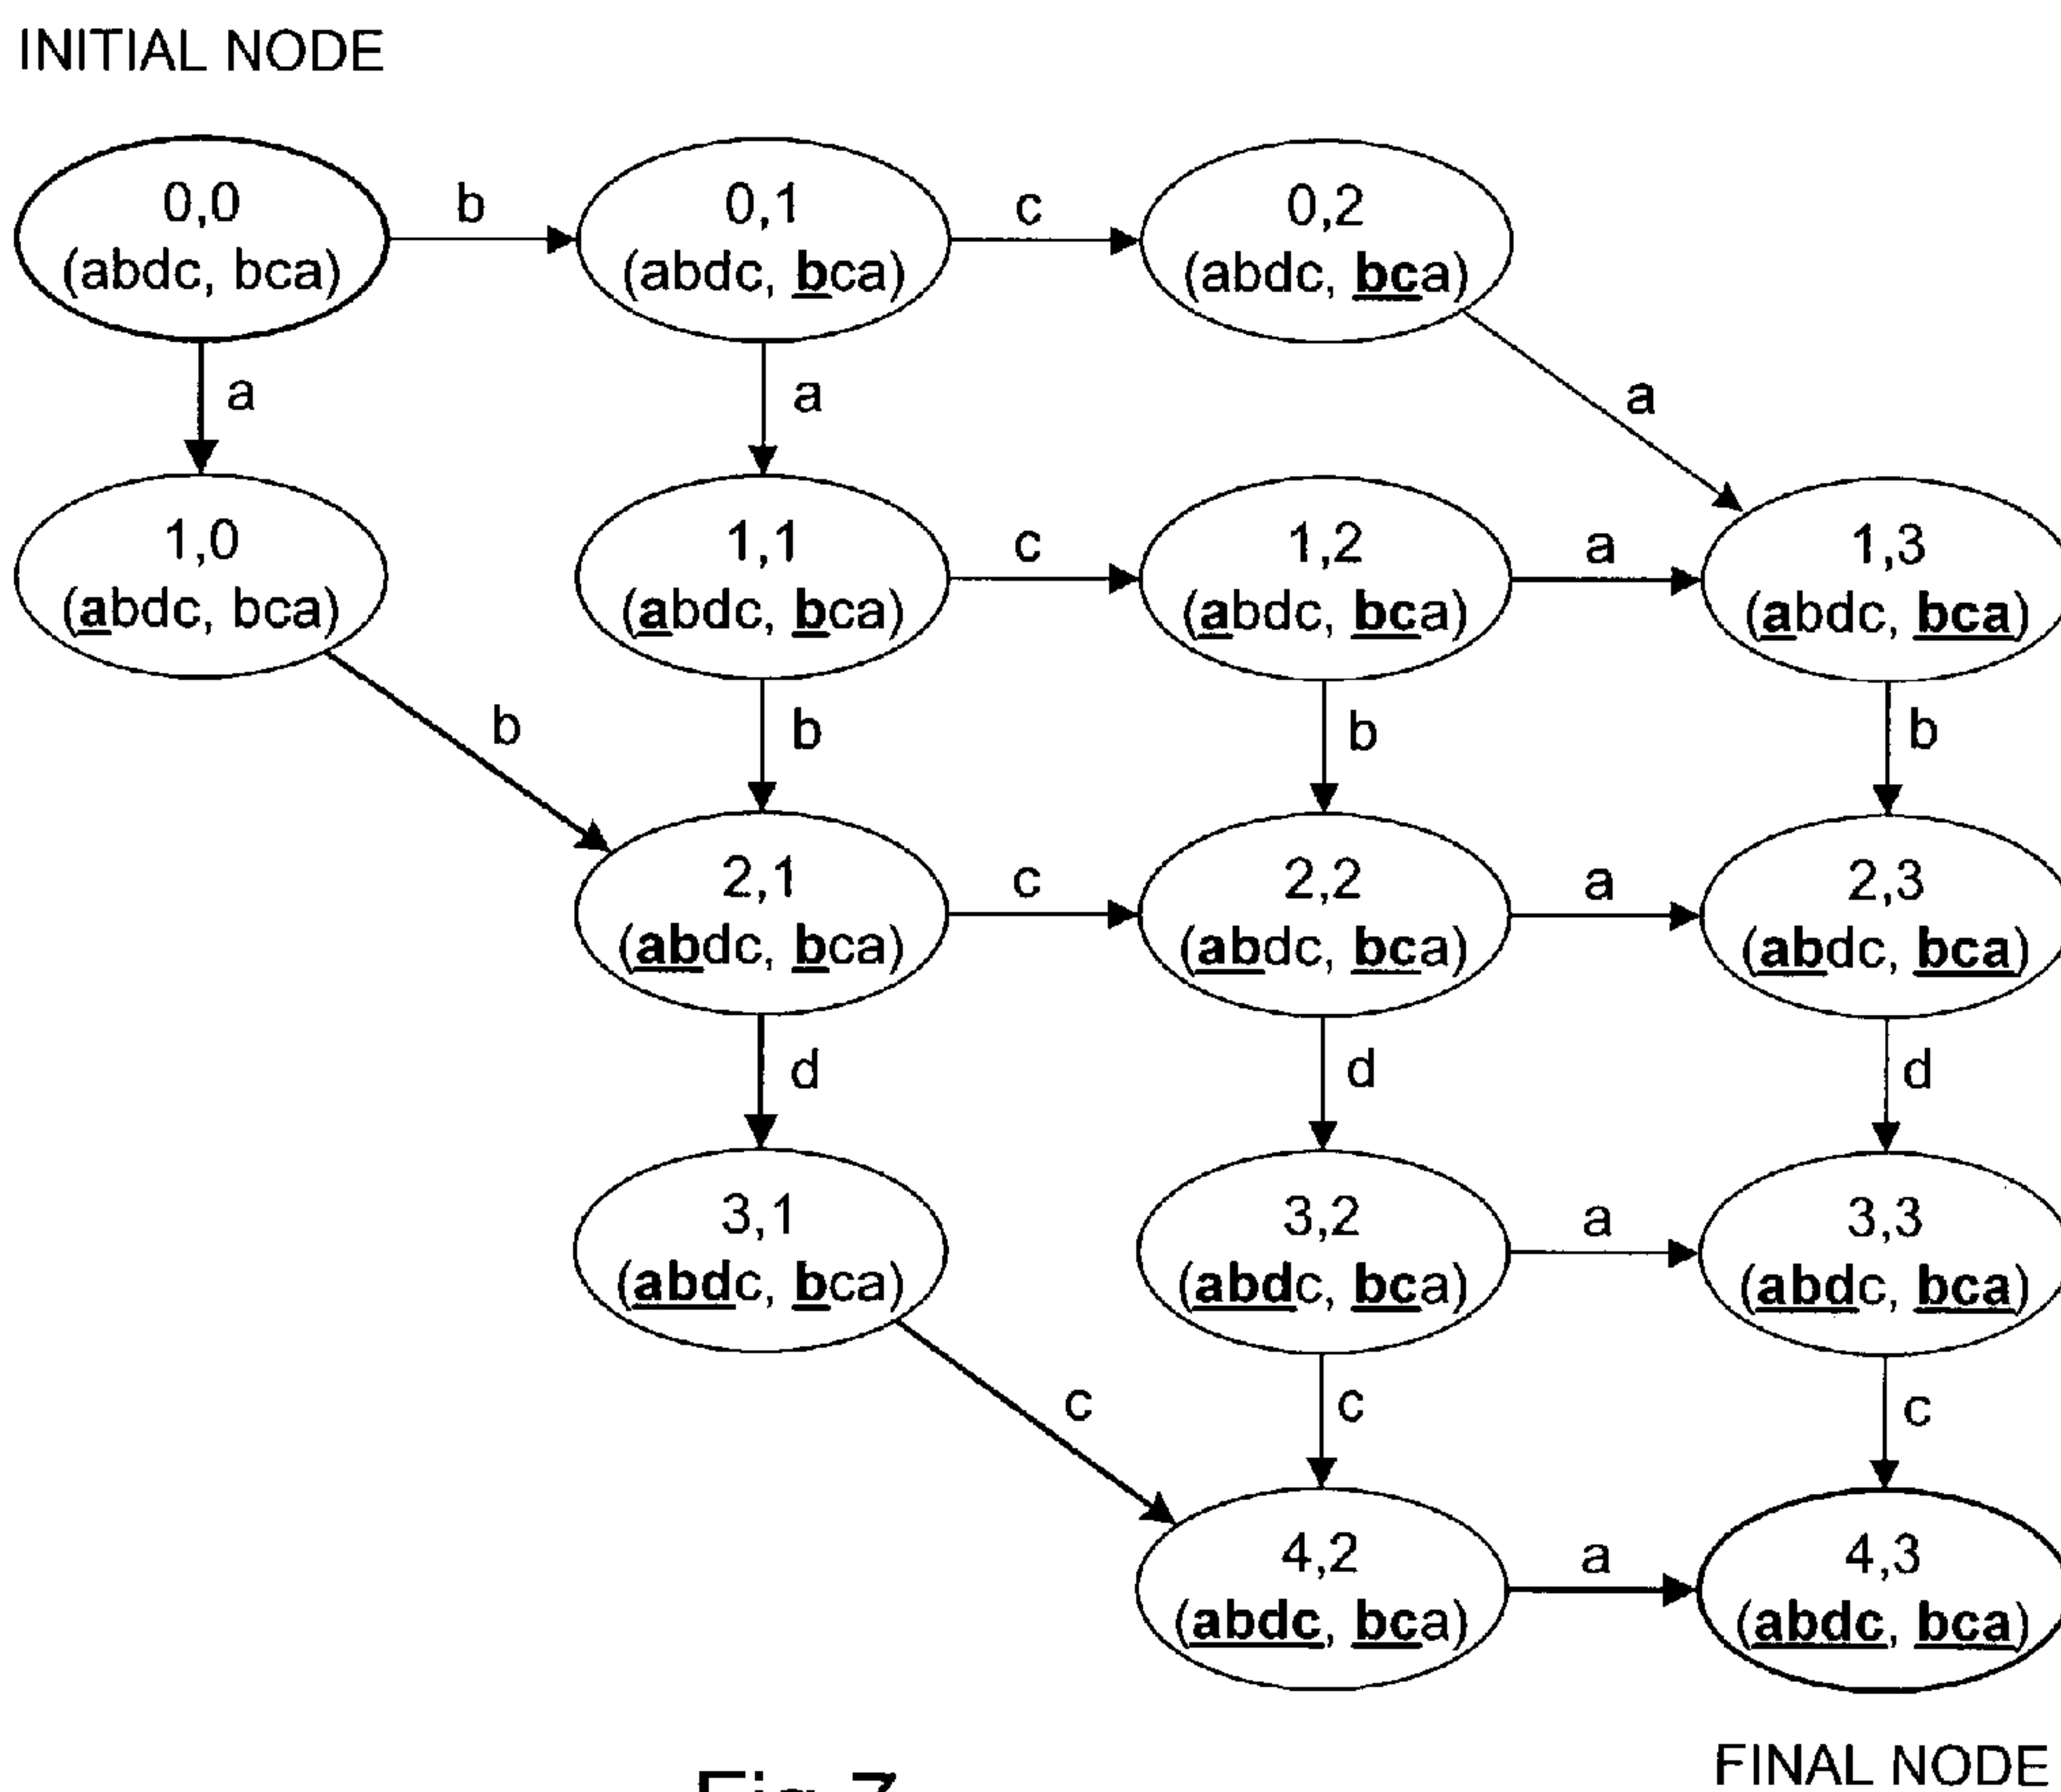 INITIAL NODE
0,0
(abdc, bca)
b
0,1
(abdc, bca)
c
0,2
(abdc, bca)
a
a
a
1,0
(abdc, bca)
1,1
(abdc, bca)
c
1,2
(abdc, bca)
a
1,3
(abdc, bca)
b
b
b
b
2,1
(abdc, bca)
c
2,2
(abdc, bca)
a
2,3
(abdc, bca)
d
d
d
3,1
(abdc, bca)
3,2
(abdc, bca)
a
3,3
(abdc, bca)
c
c
c
4,2
(abdc, bca)
a
4,3
(abdc, bca)
FINAL NODE
Fig 7